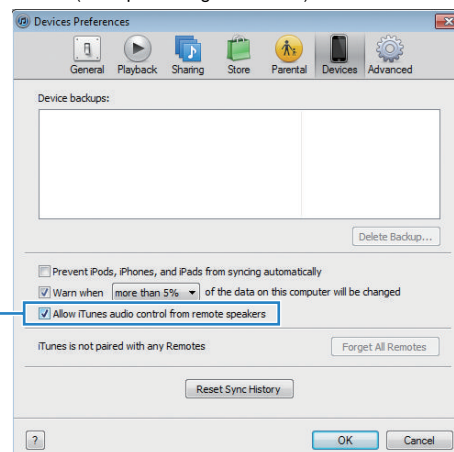 Devices Preferences
General Playback Sharing Store Parental Devices Advanced
Device backups:
Delete Backup...
Prevent iPods, iPhones, and iPads from syncing automatically
Warn when more than 5% of the data on this computer will be changed
Allow iTunes audio control from remote speakers
iTunes is not paired with any Remotes Forget All Remotes
Reset Sync History
? OK Cancel